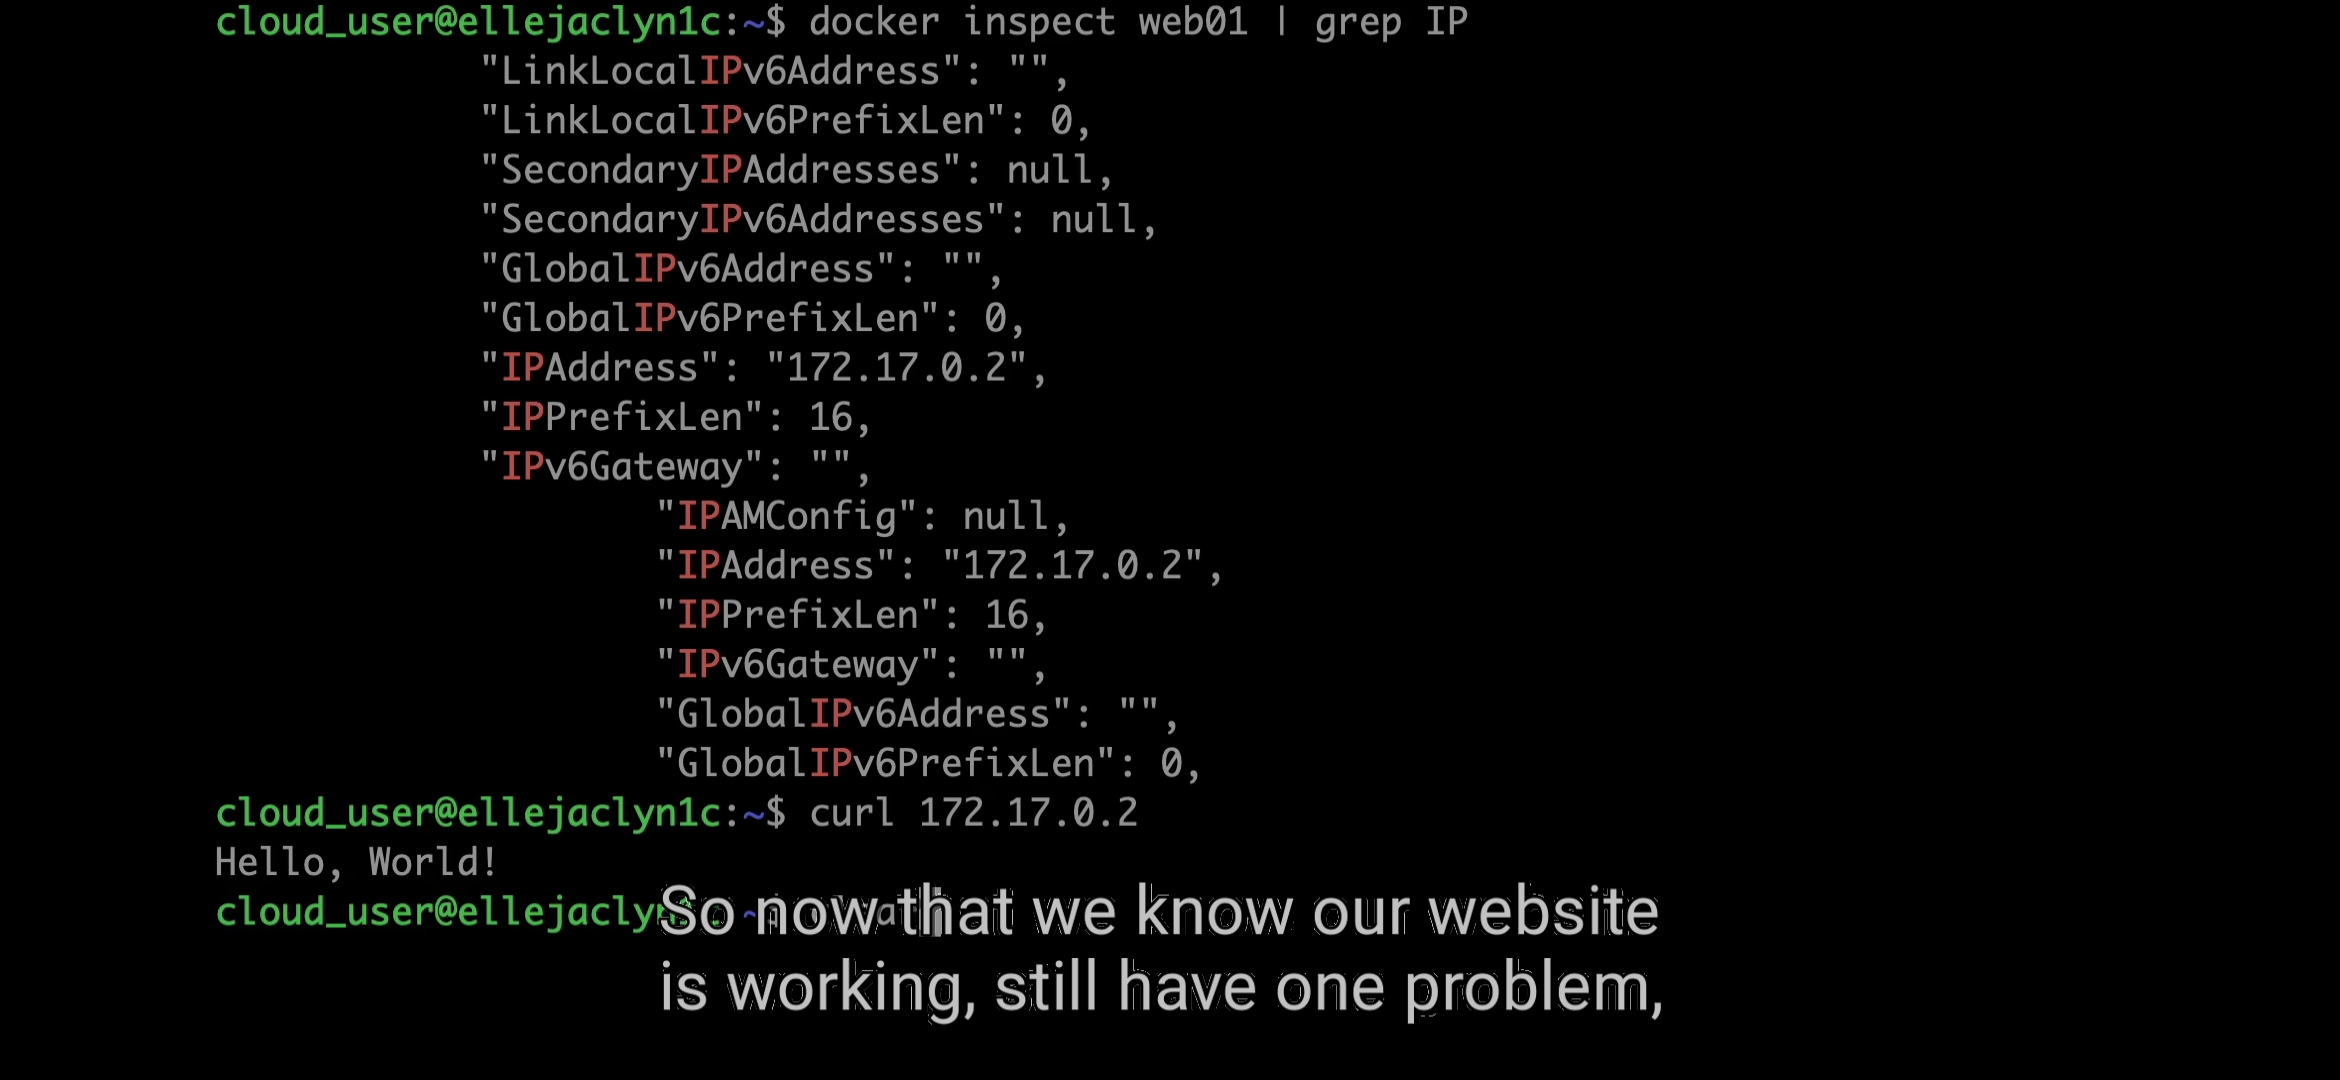 cloud_user@ellejaclyn1c:~$ docker inspect web01 | grep IP
"LinkLocalIPv6Address": "",
"LinkLocalIPv6PrefixLen": 0,
"SecondaryIPAddresses": null,
"SecondaryIPv6Addresses": null,
"GlobalIPv6Address": "",
"GlobalIPv6PrefixLen": 0,
"IPAddress": "172.17.0.2",
"IPPrefixLen": 16,
"IPv6Gateway": "",
"IPAMConfig": null,
"IPAddress": "172.17.0.2",
"IPPrefixLen": 16,
"IPv6Gateway": "",
"GlobalIPv6Address": "",
"GlobalIPv6PrefixLen": 0,
cloud_user@ellejaclyn1c:~$ curl 172.17.0.2
Hello, World!
So now that we know our website
is working, still have one problem,